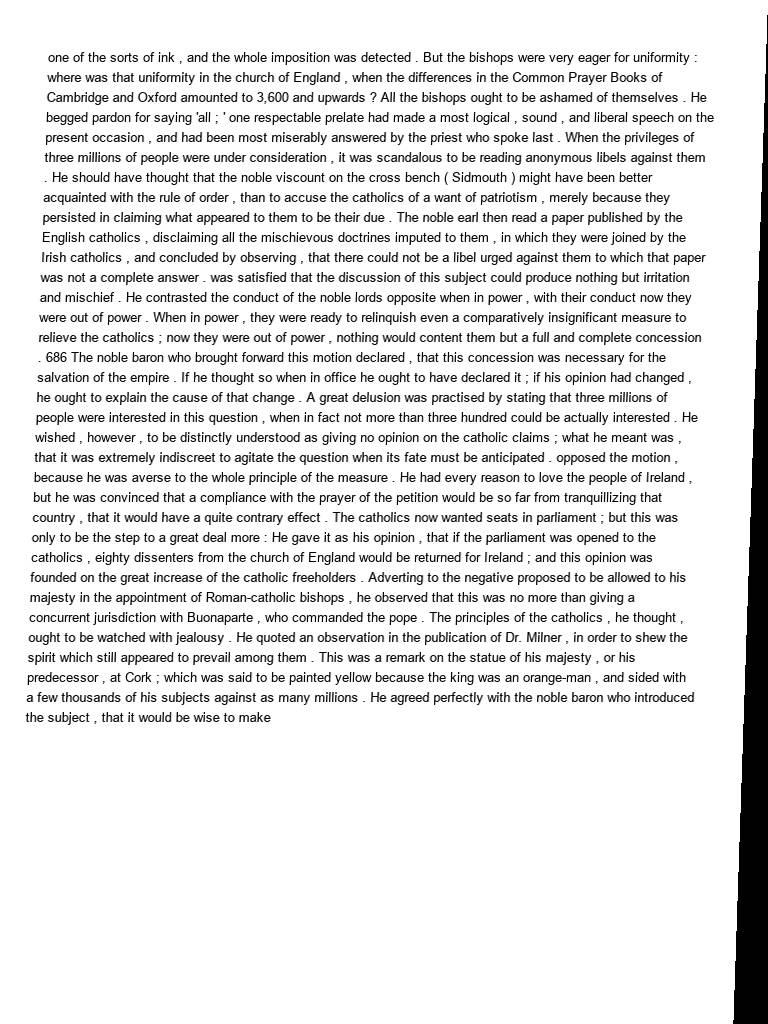 one of the sorts of ink , and the whole imposition was detected . But the bishops were very eager for uniformity :
where was that uniformity in the church of England , when the differences in the Common Prayer Books of
Cambridge and Oxford amounted to 3,600 and upwards ? All the bishops ought to be ashamed of themselves . He
begged pardon for saying 'all ; ' one respectable prelate had made a most logical , sound , and liberal speech on the
present occasion , and had been most miserably answered by the priest who spoke last . When the privileges of
three millions of people were under consideration , it was scandalous to be reading anonymous libels against them
. He should have thought that the noble viscount on the cross bench ( Sidmouth ) might have been better
acquainted with the rule of order , than to accuse the catholics of a want of patriotism , merely because they
persisted in claiming what appeared to them to be their due . The noble earl then read a paper published by the
English catholics , disclaiming all the mischievous doctrines imputed to them , in which they were joined by the
Irish catholics , and concluded by observing , that there could not be a libel urged against them to which that paper
was not a complete answer . was satisfied that the discussion of this subject could produce nothing but irritation
and mischief . He contrasted the conduct of the noble lords opposite when in power , with their conduct now they
were out of power . When in power , they were ready to relinquish even a comparatively insignificant measure to
relieve the catholics ; now they were out of power , nothing would content them but a full and complete concession
. 686 The noble baron who brought forward this motion declared , that this concession was necessary for the
salvation of the empire . If he thought so when in office he ought to have declared it ; if his opinion had changed ,
he ought to explain the cause of that change . A great delusion was practised by stating that three millions of
people were interested in this question , when in fact not more than three hundred could be actually interested . He
wished , however , to be distinctly understood as giving no opinion on the catholic claims ; what he meant was ,
that it was extremely indiscreet to agitate the question when its fate must be anticipated . opposed the motion ,
because he was averse to the whole principle of the measure . He had every reason to love the people of Ireland ,
but he was convinced that a compliance with the prayer of the petition would be so far from tranquillizing that
country , that it would have a quite contrary effect . The catholics now wanted seats in parliament ; but this was
only to be the step to a great deal more : He gave it as his opinion , that if the parliament was opened to the
catholics , eighty dissenters from the church of England would be returned for Ireland ; and this opinion was
founded on the great increase of the catholic freeholders . Adverting to the negative proposed to be allowed to his
majesty in the appointment of Roman-catholic bishops , he observed that this was no more than giving a
concurrent jurisdiction with Buonaparte , who commanded the pope . The principles of the catholics , he thought ,
ought to be watched with jealousy . He quoted an observation in the publication of Dr. Milner , in order to shew the
spirit which still appeared to prevail among them . This was a remark on the statue of his majesty , or his
predecessor , at Cork ; which was said to be painted yellow because the king was an orange-man , and sided with
a few thousands of his subjects against as many millions . He agreed perfectly with the noble baron who introduced
the subject , that it would be wise to make